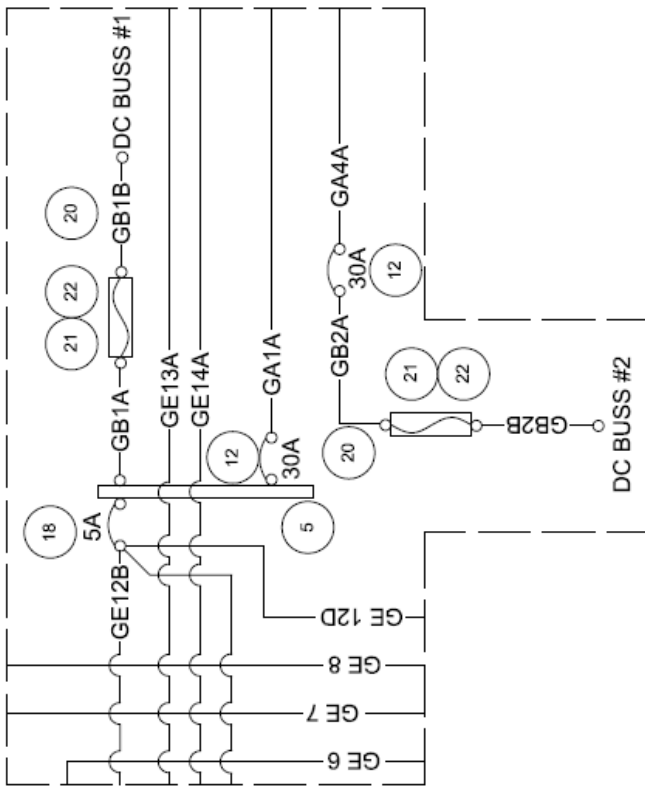 DC BUSS #1
20
GB1B
22
21
GB1A
18
5A
GE12B
GE13A
GE14A
GA1A
12
30A
5
GA4A
30A
12
GB2A
20
21
22
GB2B
DC BUSS #2
GE 12D
GE 8
GE 7
GE 6